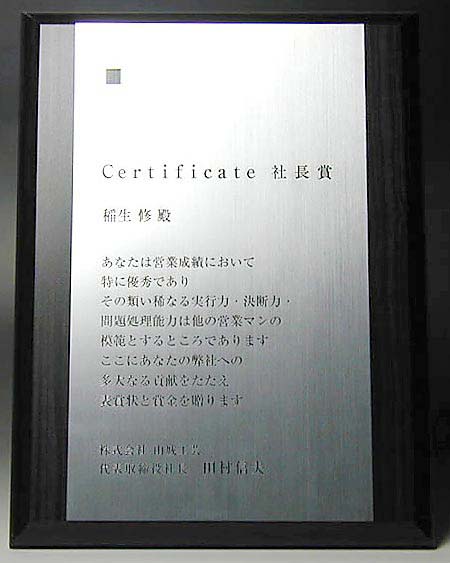 Certificate 社長賞
稲生 修 殿
あなたは営業成績において
特に優秀であり
その類い稀なる実行力・決断力・
問題処理能力は他の営業マンの
模範とするところであります
ここにあなたの弊社への
多大なる貢献をたたえ
表賞状と賞金を贈ります
株式会社 山城工芸
代表取締役社長 田村信夫